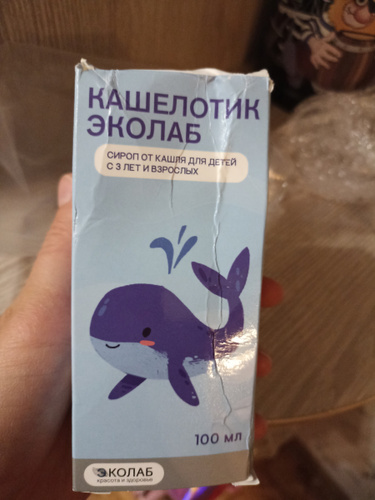 КАШЕЛОТИК
ЭКОЛАБ
СИРОП ОТ КАШЛЯ ДЛЯ ДЕТЕЙ
С 3 ЛЕТ И ВЗРОСЛЫХ
100 МЛ
ЭКОЛАБ
красота и здоровье